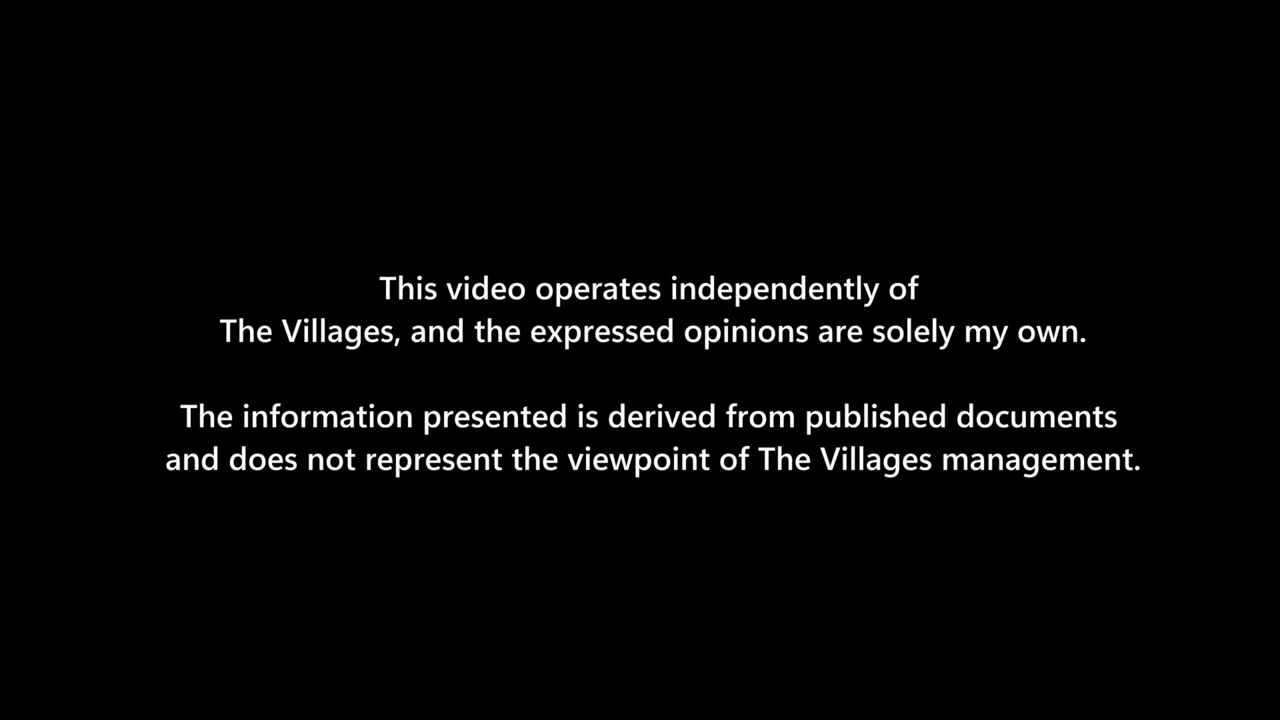 This video operates independently of
The Villages, and the expressed opinions are solely my own.
The information presented is derived from published documents
and does not represent the viewpoint of The Villages management.